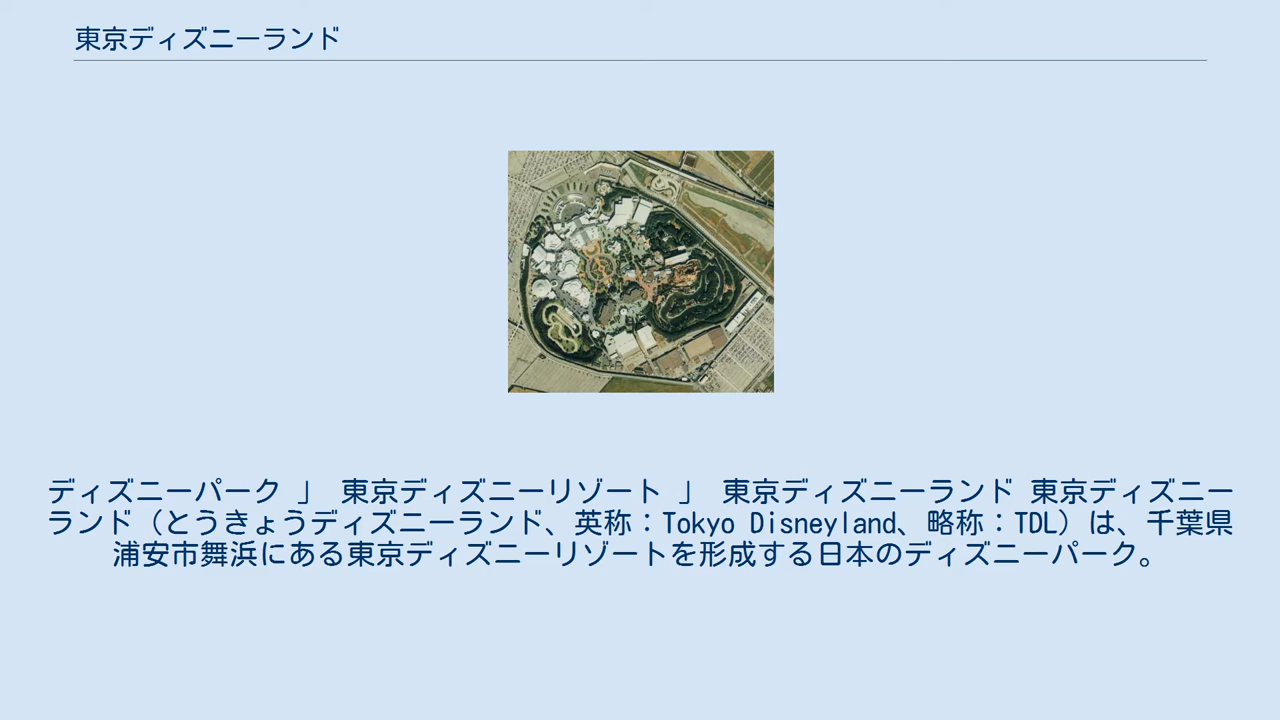 東京ディズニーランド
ディズニーパーク 」 東京ディズニーリゾート 」 東京ディズニーランド 東京ディズニー
ランド（とうきょうディズニーランド、英称：Tokyo Disneyland、略称：TDL）は、千葉県
浦安市舞浜にある東京ディズニーリゾートを形成する日本のディズニーパーク。